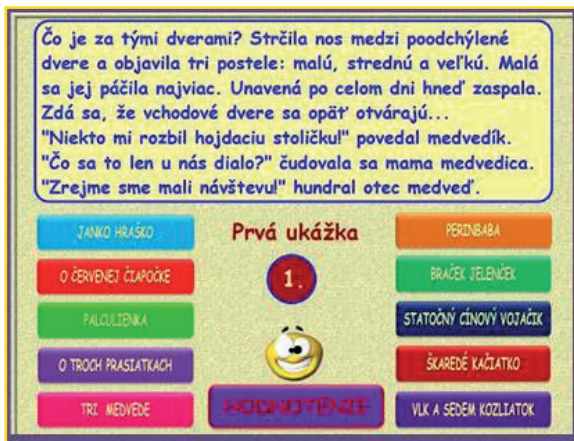 Čo je za tými dverami? Strčila nos medzi poodchýlené
dvere a objavila tri postele: malú, strednú a veľkú. Malá
sa jej páčila najviac. Unavená po celom dni hneď zaspala.
Zdá sa, že vchodové dvere sa opäť otvárajú...
"Niekto mi rozbil hojdaciu stoličku!" povedal medvedík.
"Čo sa to len u nás dialo?" čudovala sa mama medvedica.
"Zrejme sme mali návštevu!" hundral otec medveď.
Prvá ukážka
1.
JANKO HRAŠKO
O ČERVENEJ ČIAPOČKE
PALCULIENKA
O TROCH PRASIATKACH
TRI MEDVEDE
PERINBABA
BRAČEK JELENČEK
STATOČNÝ CÍNOVÝ VOJAČIK
ŠKAREDÉ KAČIATKO
VLK A SEDEM KOZLIATOK
HODNOTENIE